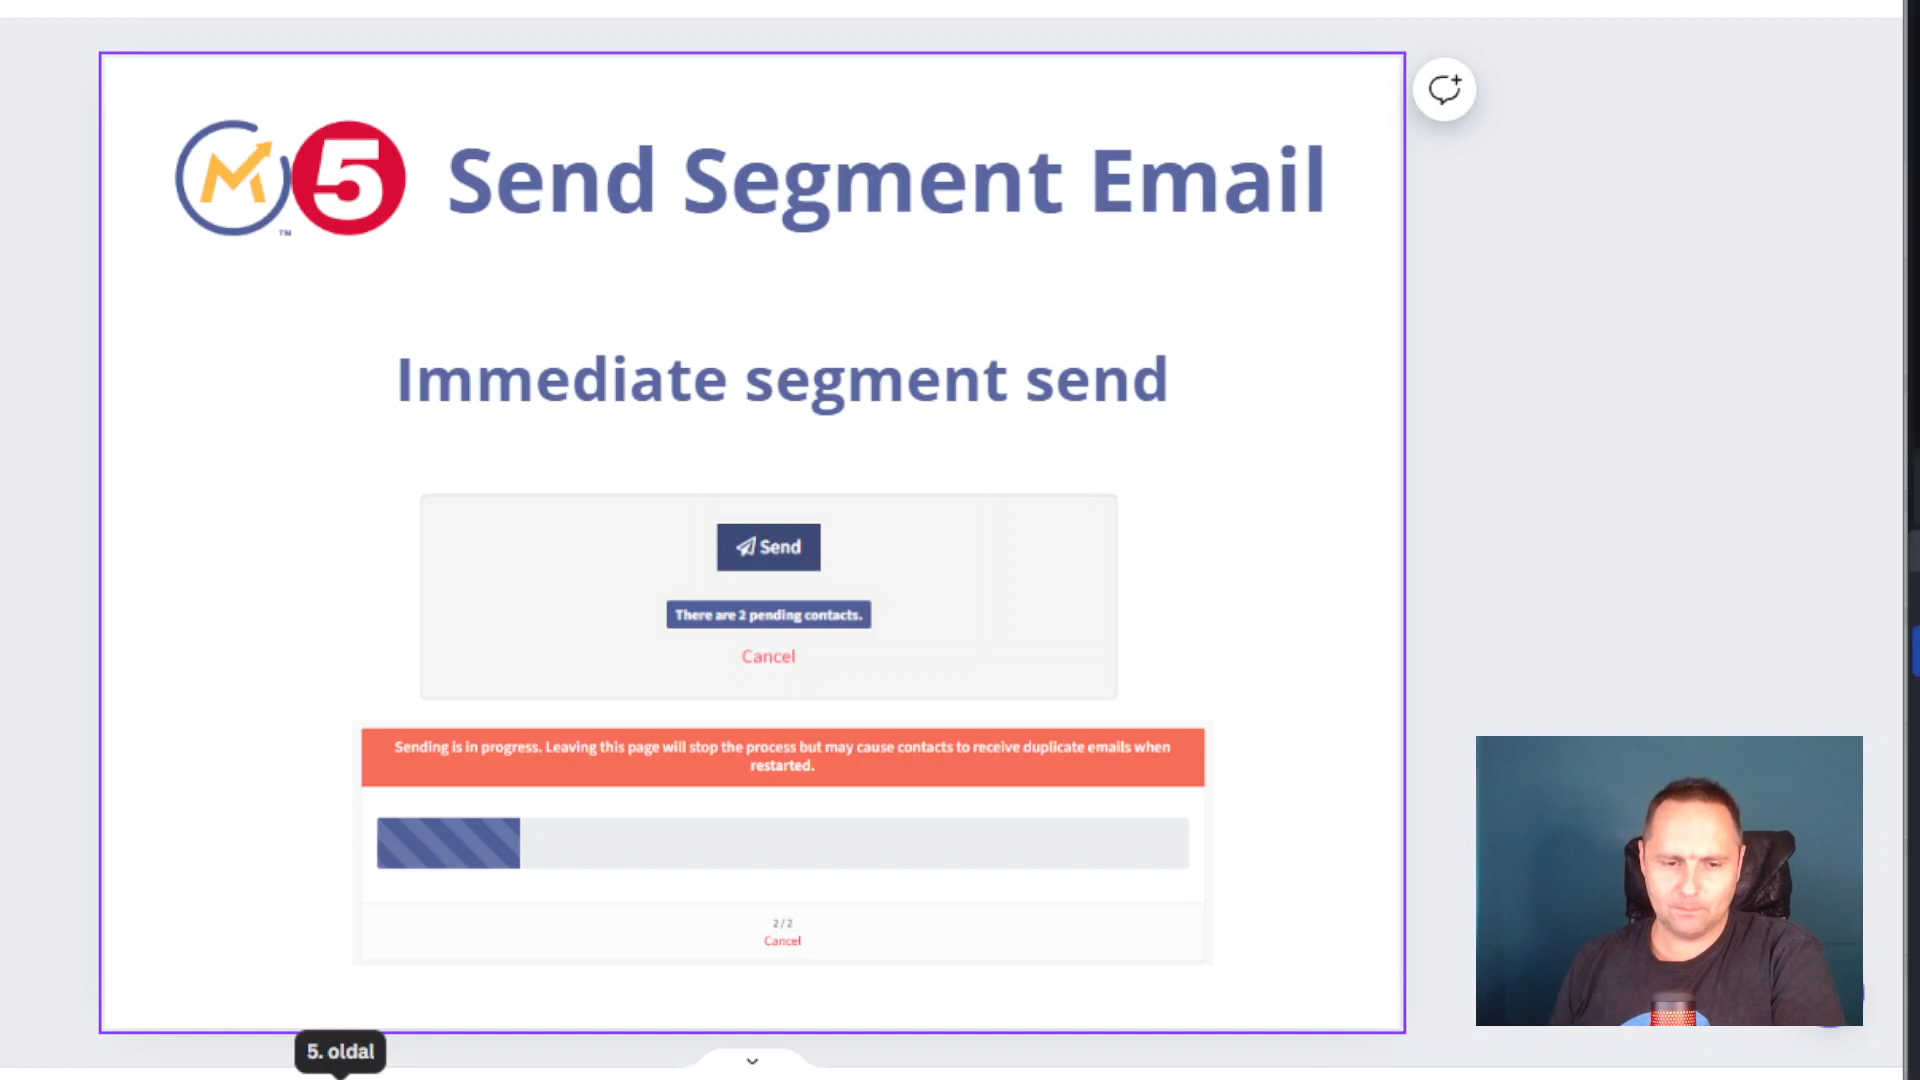 M™ 5 Send Segment Email
Immediate segment send
Send
There are 2 pending contacts.
Cancel
Sending is in progress. Leaving this page will stop the process but may cause contacts to receive duplicate emails when
restarted.
2/2
Cancel
5. oldal